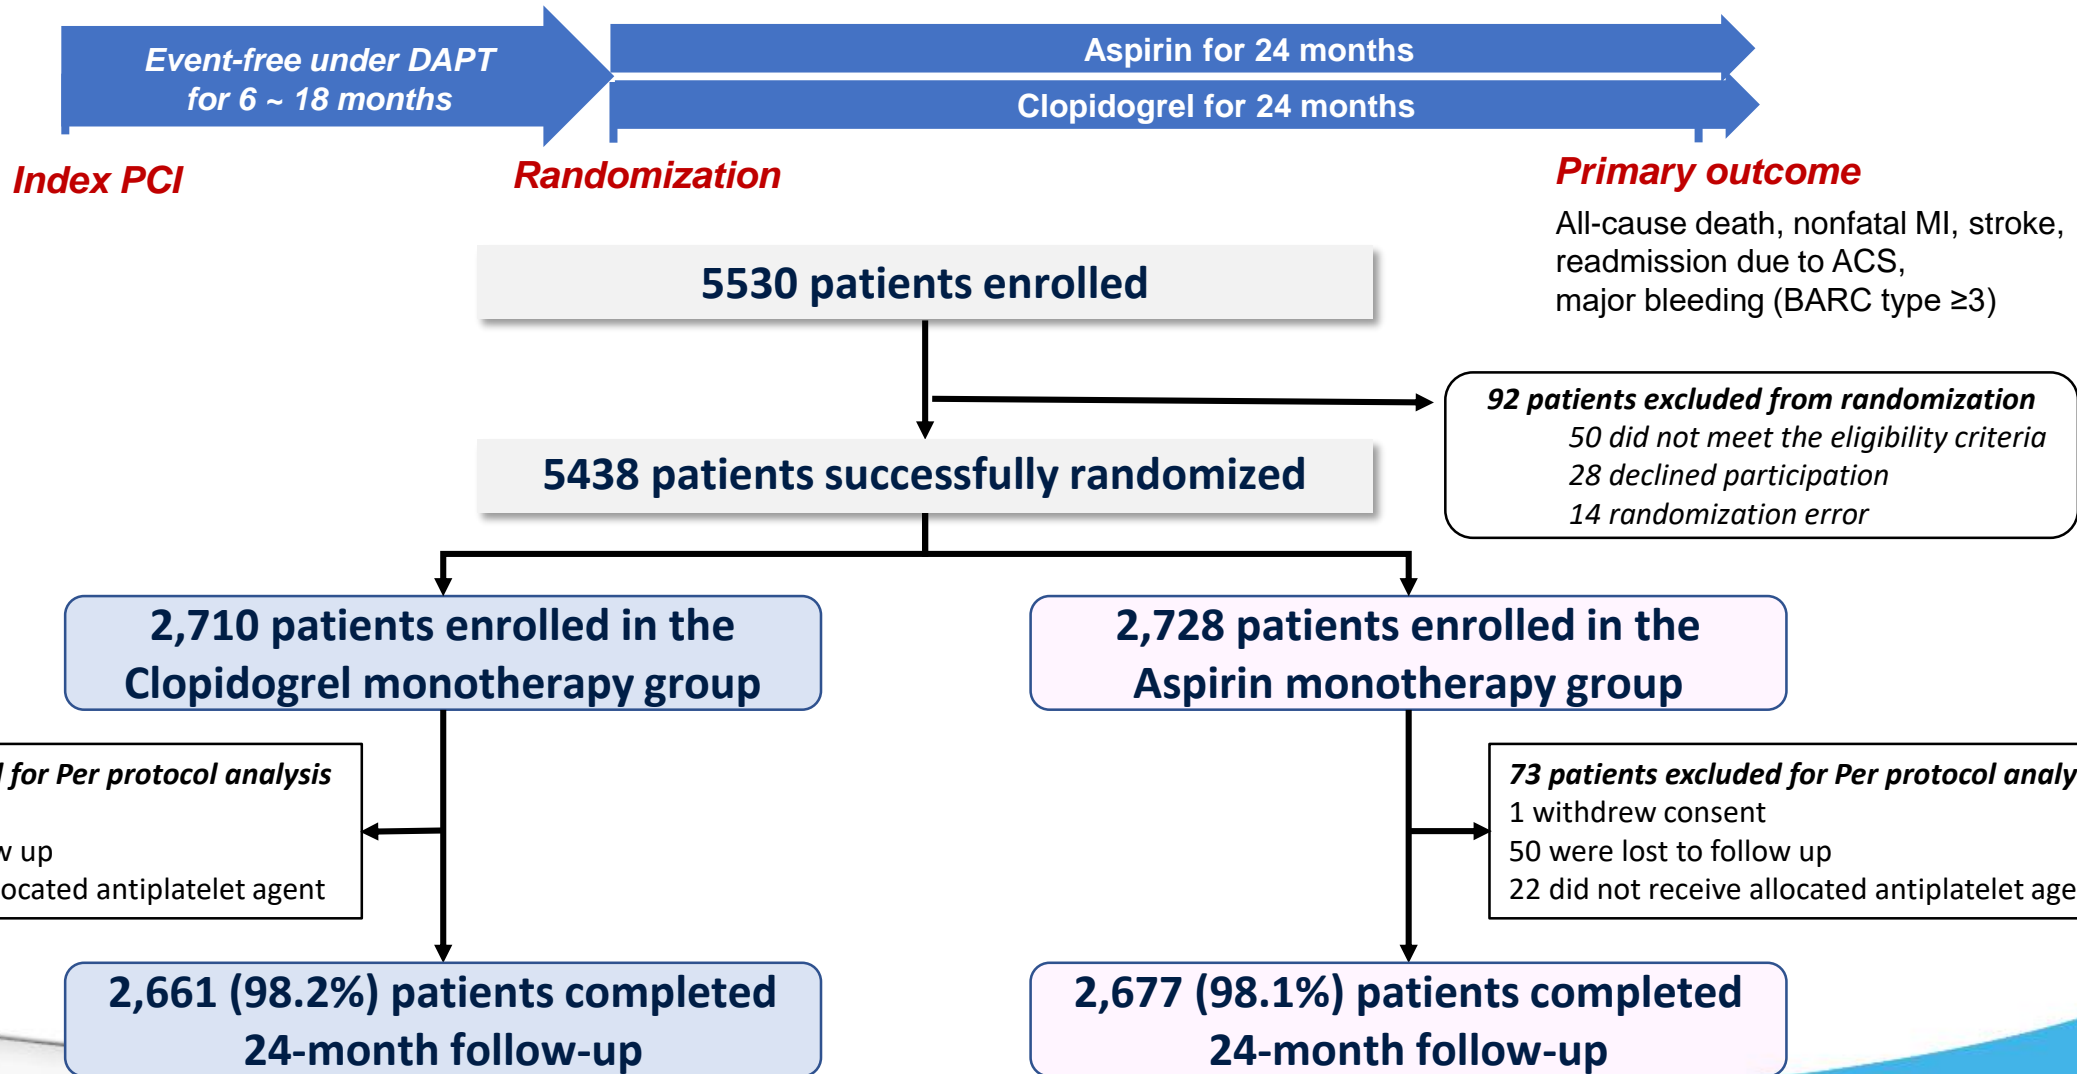 Event-free under DAPT
for 6 ~ 18 months
Aspirin for 24 months
Clopidogrel for 24 months
Index PCI
Randomization
Primary outcome
All-cause death, nonfatal MI, stroke,
readmission due to ACS,
major bleeding (BARC type ≥3)
5530 patients enrolled
92 patients excluded from randomization
50 did not meet the eligibility criteria
28 declined participation
14 randomization error
5438 patients successfully randomized
2,710 patients enrolled in the
Clopidogrel monotherapy group
2,728 patients enrolled in the
Aspirin monotherapy group
for Per protocol analysis
up
antiplatelet agent
73 patients excluded for Per protocol
1 withdrew consent
50 were lost to follow up
22 did not receive allocated antiplatelet
2,661 (98.2%) patients completed
24-month follow-up
2,677 (98.1%) patients completed
24-month follow-up